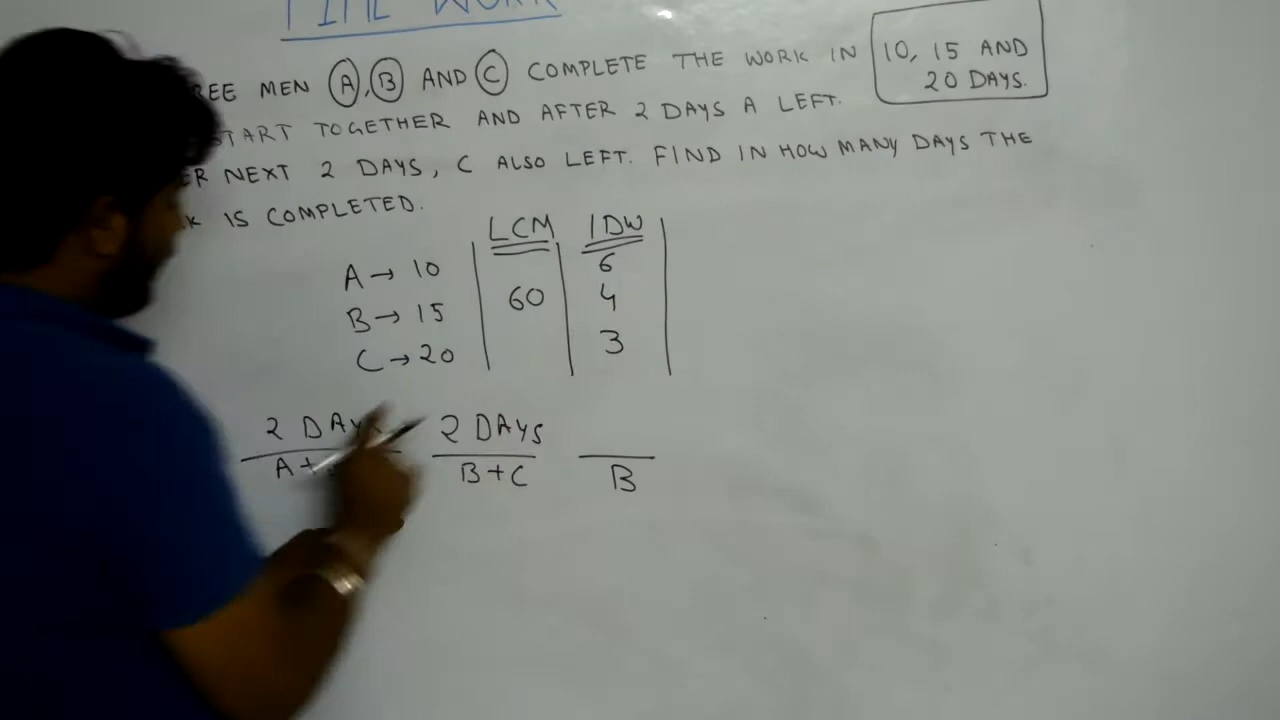 TIME WORK
REE MEN A, B AND C COMPLETE THE WORK IN 10, 15 AND
20 DAYS.
START TOGETHER AND AFTER 2 DAYS A LEFT.
ER NEXT 2 DAYS, C ALSO LEFT. FIND IN HOW MANY DAYS THE
K IS COMPLETED.
LCM 1DW
A → 10 6
B → 15 60 4
C → 20 3
2 DAYS 2 DAYS
A+ B+C B